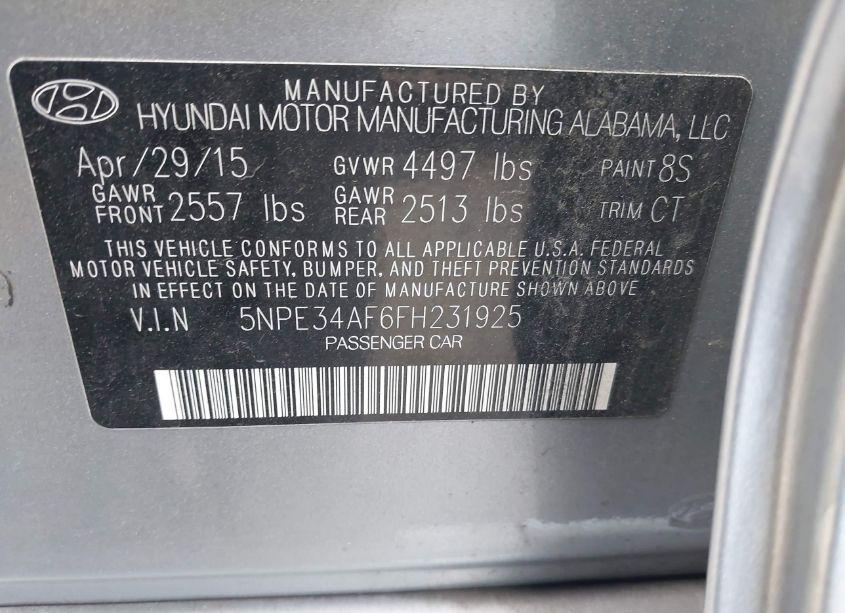 MANUFACTURED BY
HYUNDAI MOTOR MANUFACTURING ALABAMA, LLC
Apr/29/15 GVWR 4497 lbs PAINT 8S
GAWR FRONT 2557 lbs GAWR REAR 2513 lbs TRIM CT
THIS VEHICLE CONFORMS TO ALL APPLICABLE U.S.A. FEDERAL
MOTOR VEHICLE SAFETY, BUMPER, AND THEFT PREVENTION STANDARDS
IN EFFECT ON THE DATE OF MANUFACTURE SHOWN ABOVE
V.I.N 5NPE34AF6FH231925
PASSENGER CAR